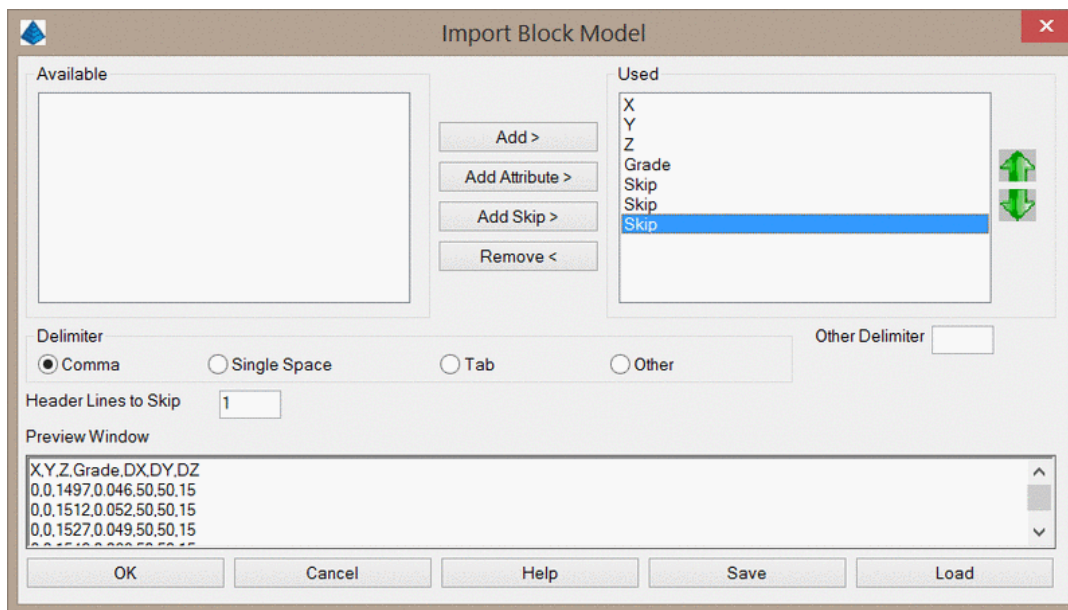 Import Block Model
Available
Used
X
Y
Z
Grade
Skip
Skip
Skip
Add >
Add Attribute >
Add Skip >
Remove <
Delimiter
Comma
Single Space
Tab
Other
Other Delimiter
Header Lines to Skip
1
Preview Window
X,Y,Z,Grade,DX,DY,DZ
0,0,1497,0.046,50,50,15
0,0,1512,0.052,50,50,15
0,0,1527,0.049,50,50,15
OK
Cancel
Help
Save
Load